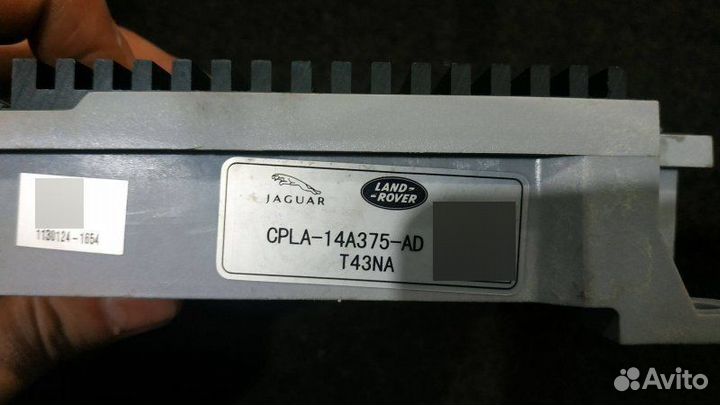 1130124-1654
JAGUAR
LAND-
-ROVER
CPLA-14A375-AD
T43NA
Avito